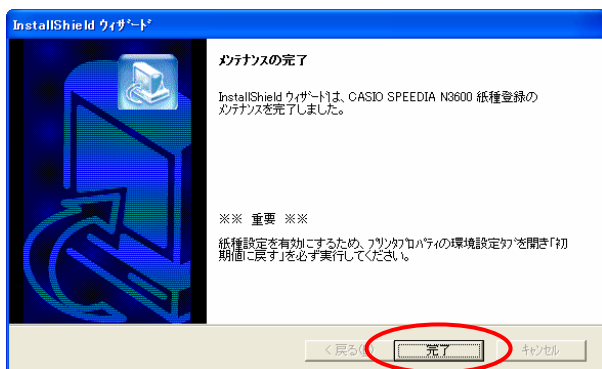 InstallShield ウィザード
メンテナンスの完了
InstallShield ウィザードは、CASIO SPEEDIA N3600 紙種登録の
メンテナンスを完了しました。
※※ 重要 ※※
紙種設定を有効にするため、プリンタプロパティの環境設定タブを開き「初
期値に戻す」を必ず実行してください。
< 戻る(
完了
キャンセル